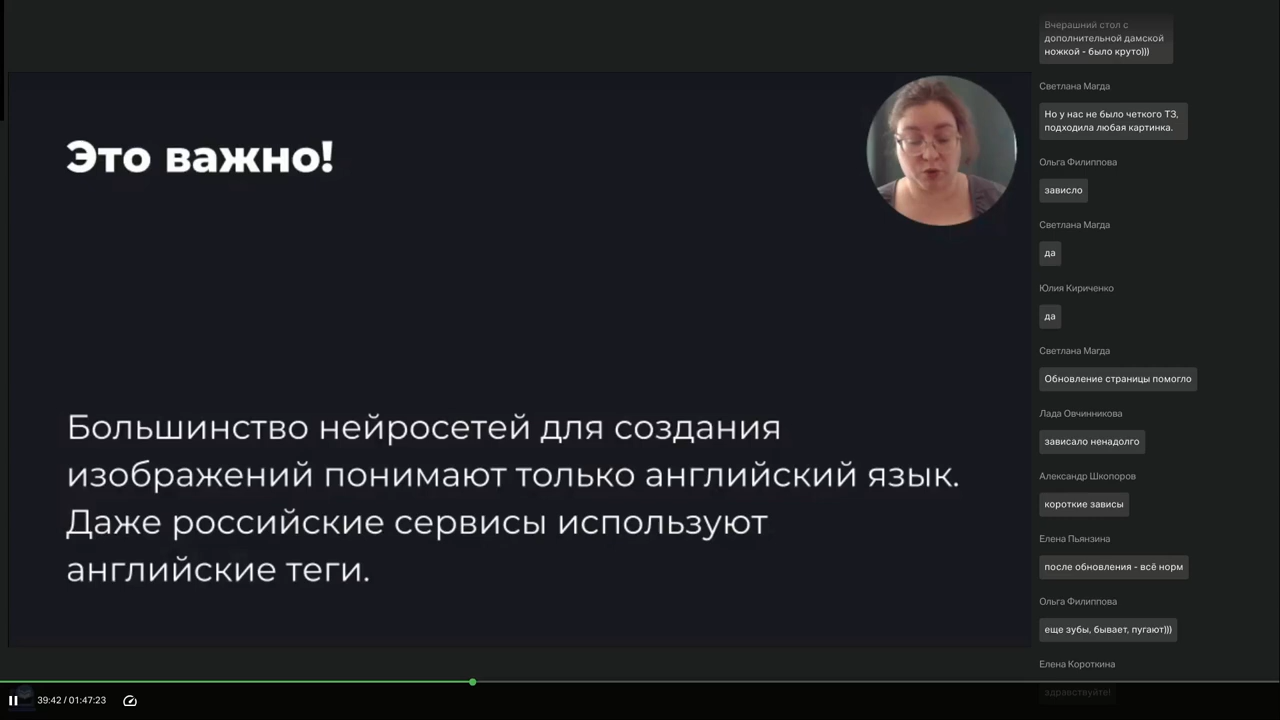 Это важно!
Большинство нейросетей для создания
изображений понимают только английский язык.
Даже российские сервисы используют
английские теги.
Вчерашний стол с
дополнительной дамской
ножкой - было круто)))
Светлана Магда
Но у нас не было четкого ТЗ,
подходила любая картинка.
Ольга Филиппова
зависло
Светлана Магда
да
Юлия Кириченко
да
Светлана Магда
Обновление страницы помогло
Лада Овчинникова
зависало ненадолго
Александр Шкопоров
короткие зависы
Елена Пьянзина
после обновления - всё норм
Ольга Филиппова
еще зубы, бывает, пугают)))
Елена Короткина
здравствуйте!
39:42 / 01:47:23